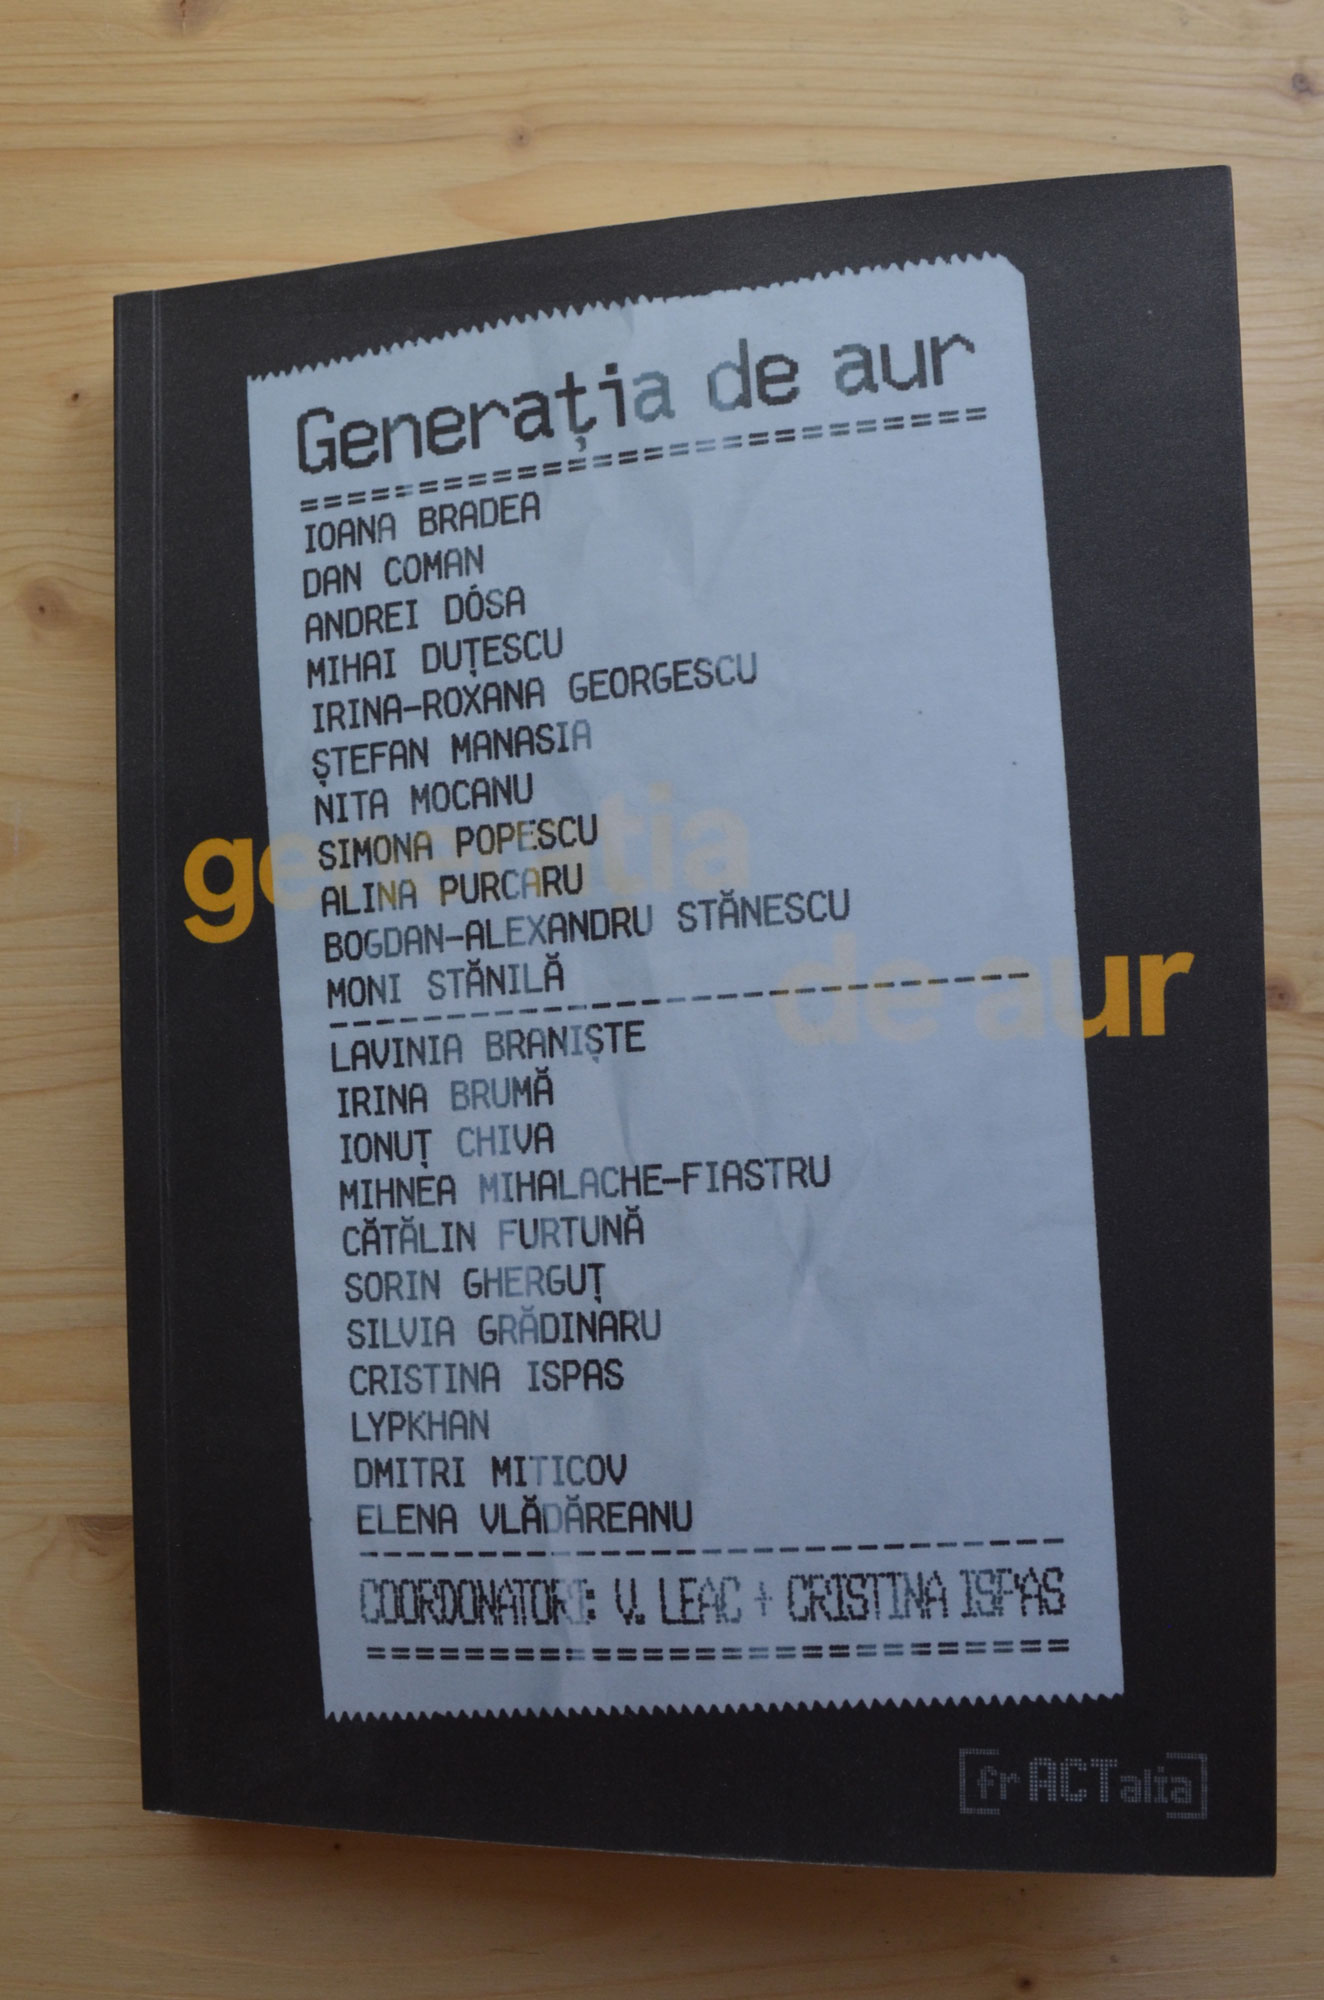 Generația de aur
==============================
IOANA BRADEA
DAN COMAN
ANDREI DÓSA
MIHAI DUȚESCU
IRINA-ROXANA GEORGESCU
ȘTEFAN MANASIA
NITA MOCANU
SIMONA POPESCU
ALINA PURCARU
BOGDAN-ALEXANDRU STĂNESCU
MONI STĂNILĂ
------------------------------
LAVINIA BRANIȘTE
IRINA BRUMĂ
IONUȚ CHIVA
MIHNEA MIHALACHE-FIASTRU
CĂTĂLIN FURTUNĂ
SORIN GHERGUȚ
SILVIA GRĂDINARU
CRISTINA ISPAS
LYPKHAN
DMITRI MITICOV
ELENA VLĂDĂREANU
------------------------------
COORDONATORI: V. LEAC + CRISTINA ISPAS
==============================
generația
de aur
[fr ACTalia]